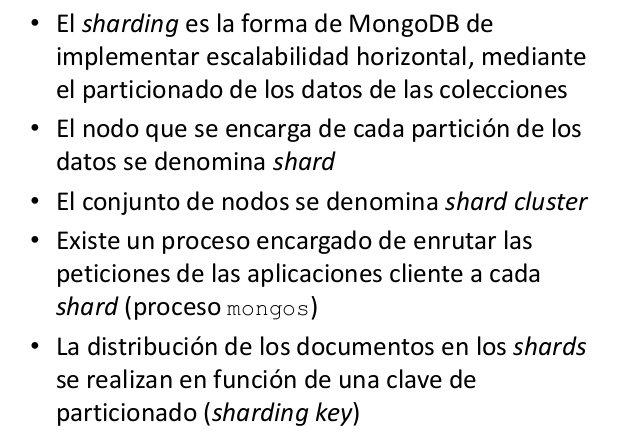 • El sharding es la forma de MongoDB de
implementar escalabilidad horizontal, mediante
el particionado de los datos de las colecciones
• El nodo que se encarga de cada partición de los
datos se denomina shard
• El conjunto de nodos se denomina shard cluster
• Existe un proceso encargado de enrutar las
peticiones de las aplicaciones cliente a cada
shard (proceso mongos)
• La distribución de los documentos en los shards
se realizan en función de una clave de
particionado (sharding key)